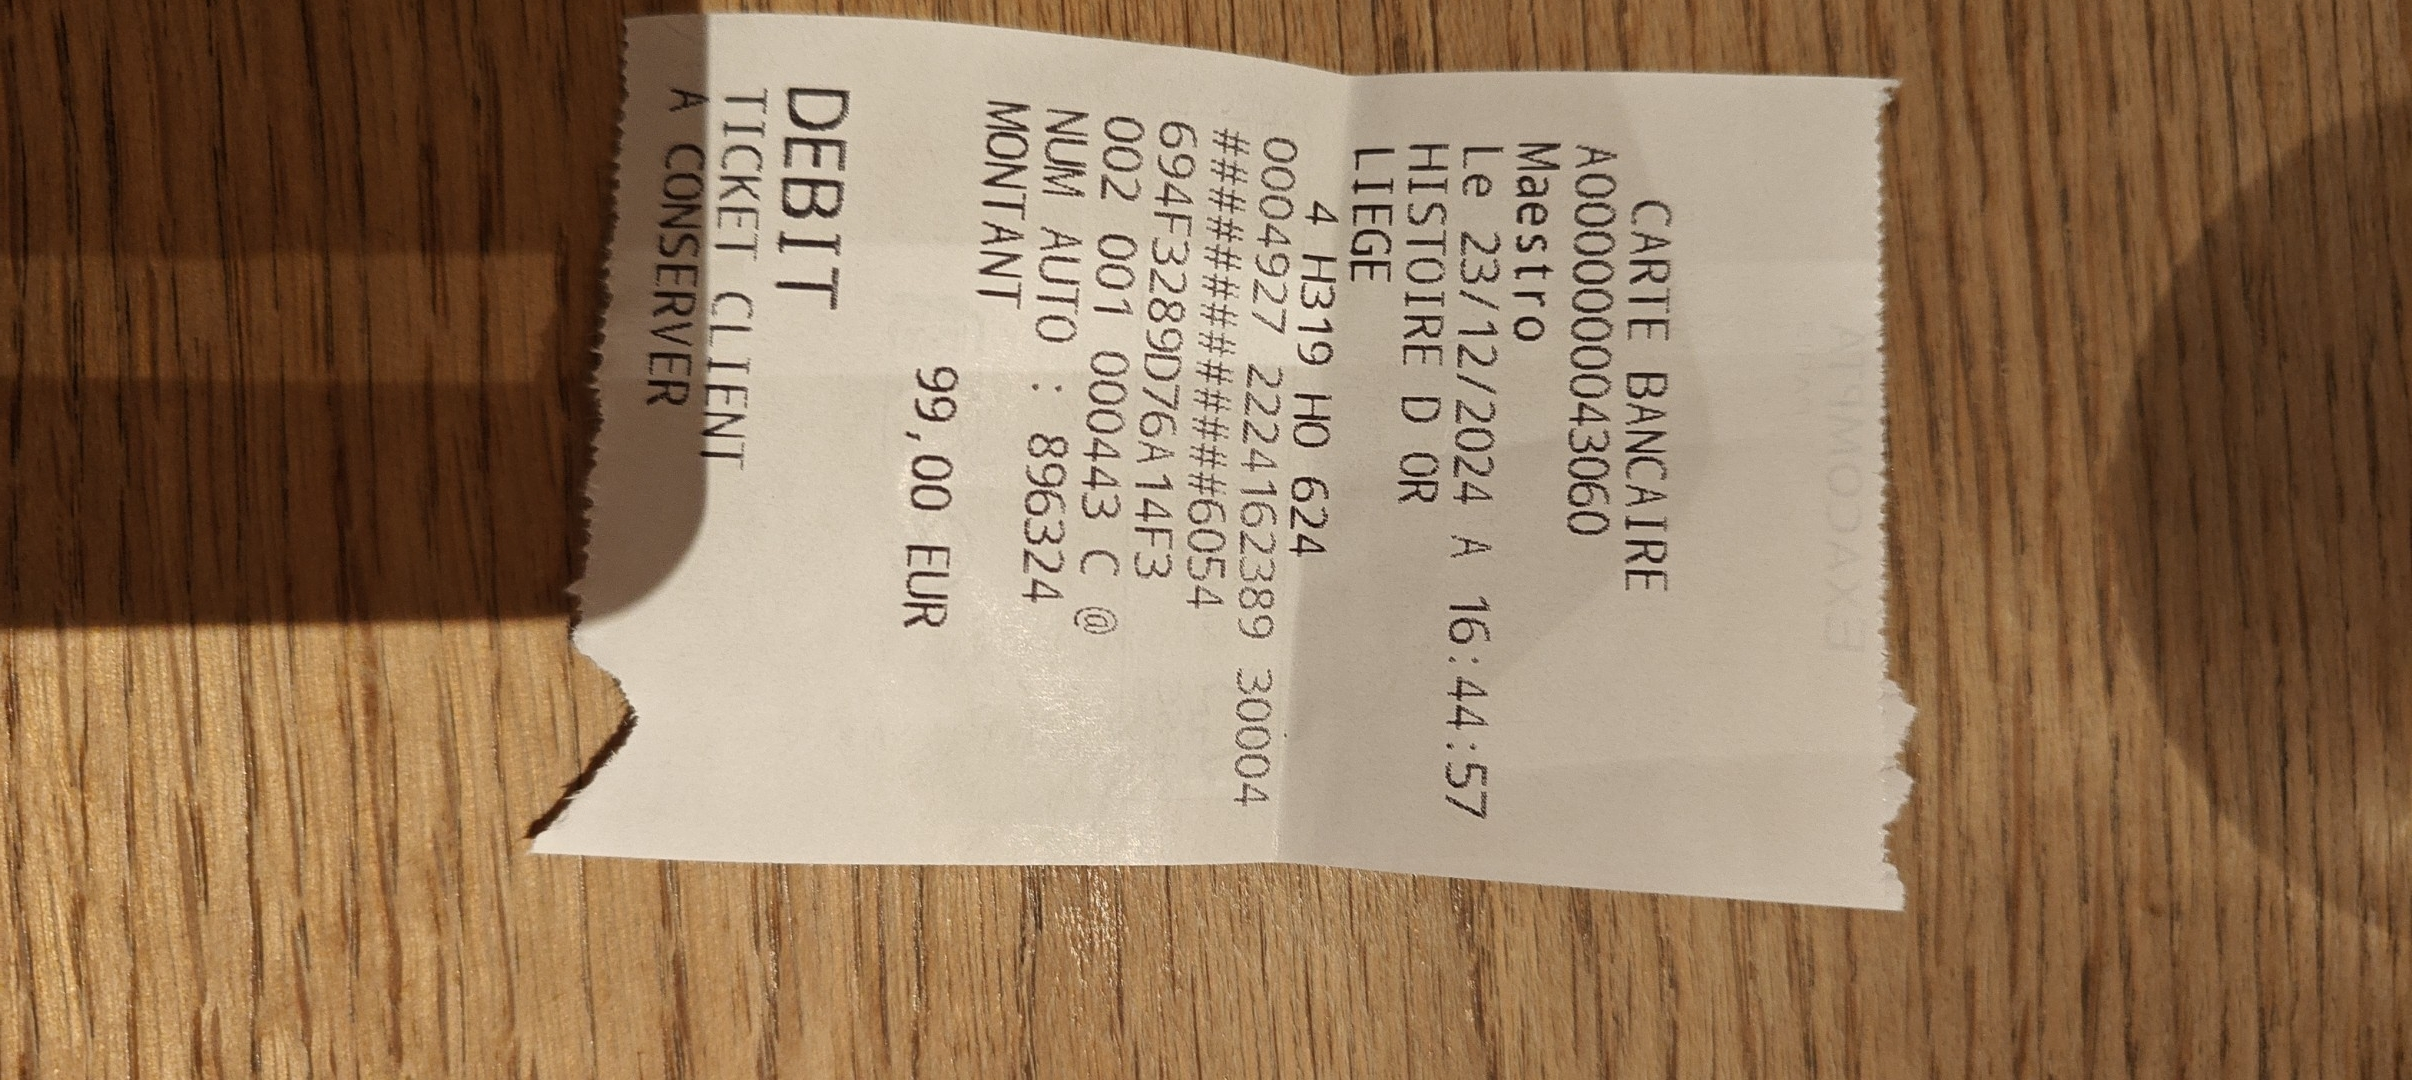 CARTE BANCAIRE
A0000000043060
Maestro
Le 23/12/2024 A 16:44:57
HISTOIRE D OR
LIEGE
4 H319 H0 624
0004927 2224162389 30004
###############6054
694F3289D76A14F3
002 001 000443 C @
NUM AUTO : 896324
MONTANT
99,00 EUR
DEBIT
TICKET CLIENT
A CONSERVER